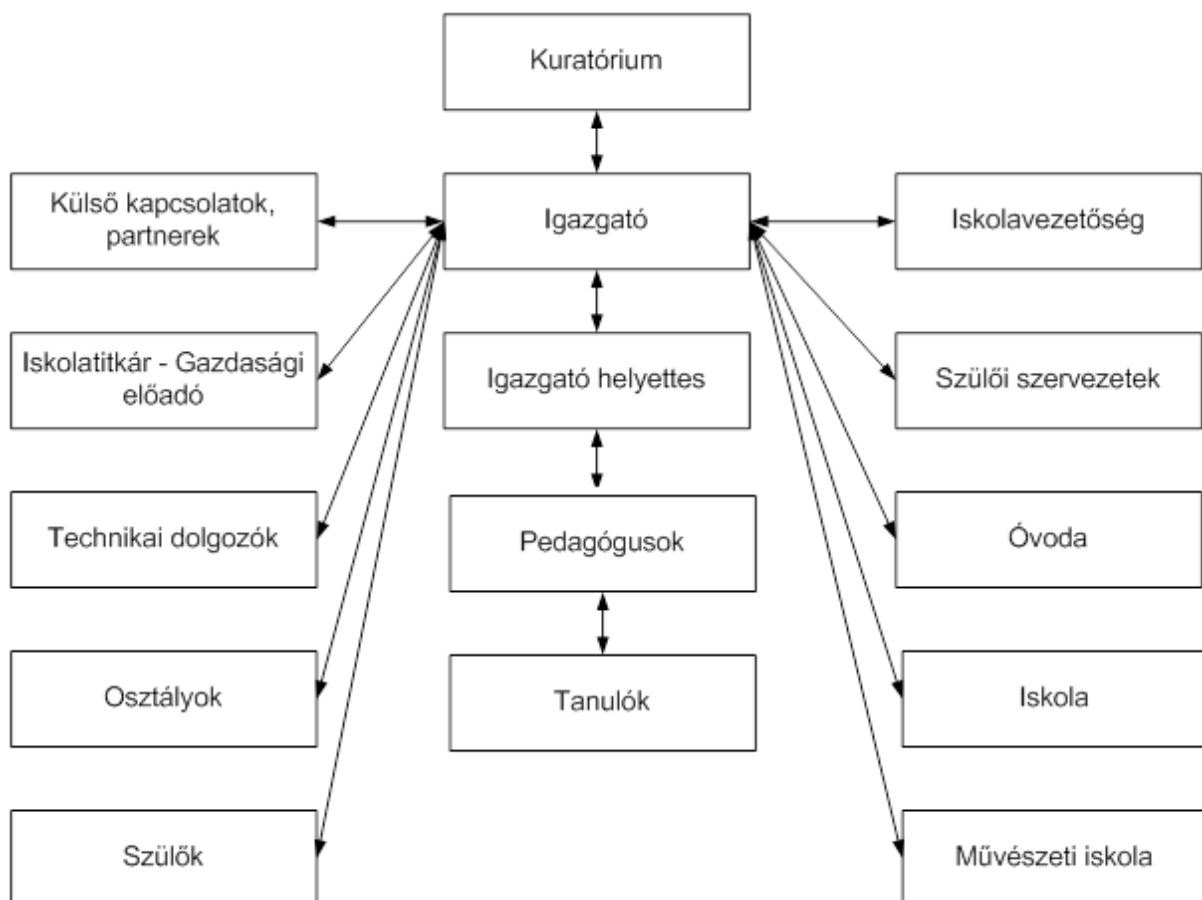 Kuratórium
Külső kapcsolatok,
partnerek
Igazgató
Iskolavezetőség
Iskolatitkár - Gazdasági
előadó
Igazgató helyettes
Szülői szervezetek
Technikai dolgozók
Pedagógusok
Óvoda
Osztályok
Tanulók
Iskola
Szülők
Művészeti iskola